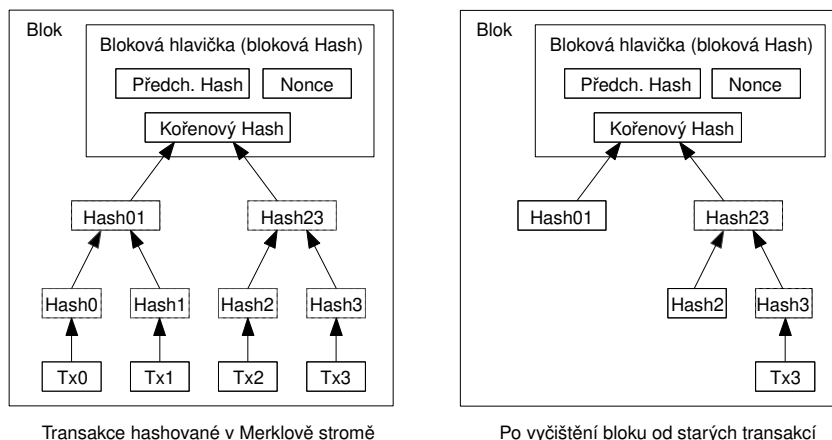 Blok
Bloková hlavička (bloková Hash)
Předch. Hash Nonce
Kořenový Hash
Hash01 Hash23
Hash0 Hash1 Hash2 Hash3
Tx0 Tx1 Tx2 Tx3
Transakce hashované v Merklově stromě
Blok
Bloková hlavička (bloková Hash)
Předch. Hash Nonce
Kořenový Hash
Hash01 Hash23
Hash2 Hash3
Tx3
Po vyčištění bloku od starých transakcí